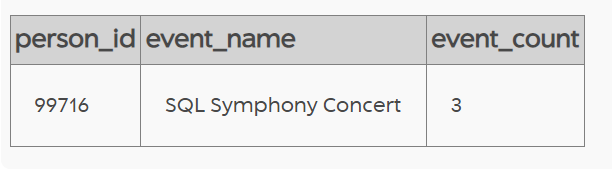 person_id event_name event_count
99716 SQL Symphony Concert 3